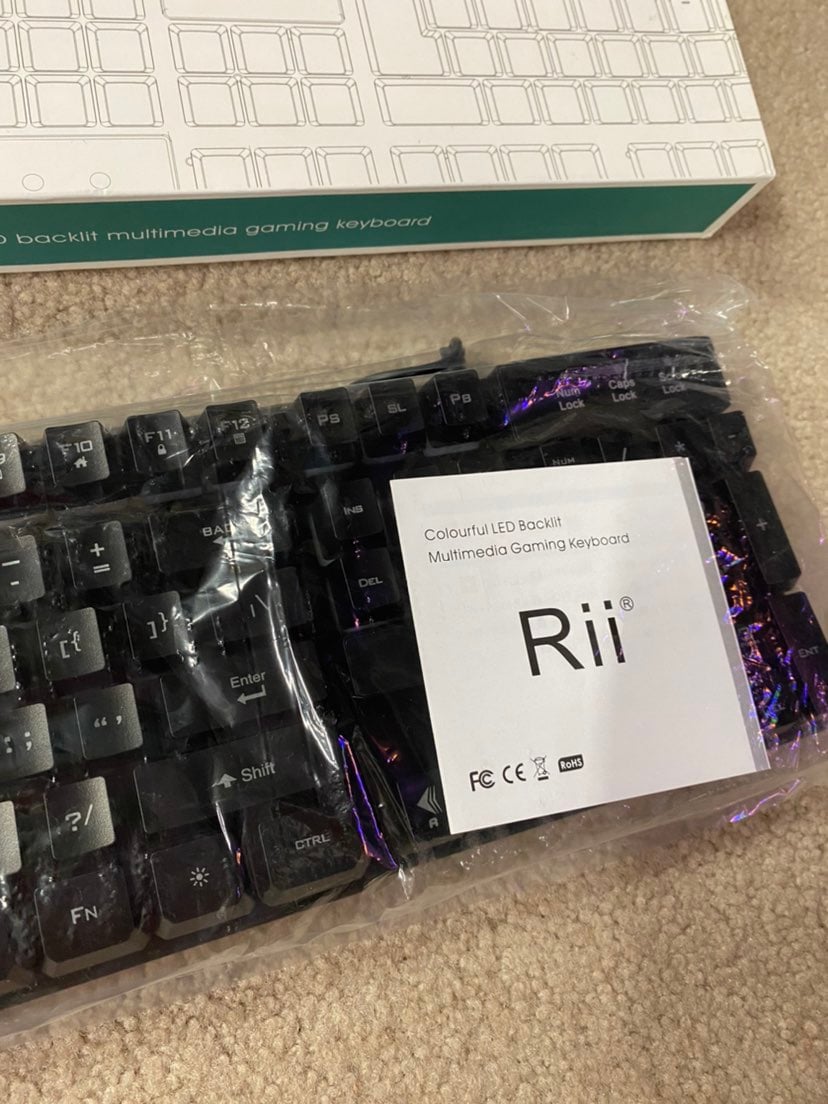 backlit multimedia gaming keyboard
Num
Lock
Caps
Lock
Lock
F10
F11
F12
PS
SL
PB
NUM
/
*
-
+
-
+
=
INS
DEL
[{
]}
|\
Enter
:;
“ ’
Shift
?/
CTRL
FN
ENT
Colourful LED Backlit
Multimedia Gaming Keyboard
Rii®
FC CE RoHS